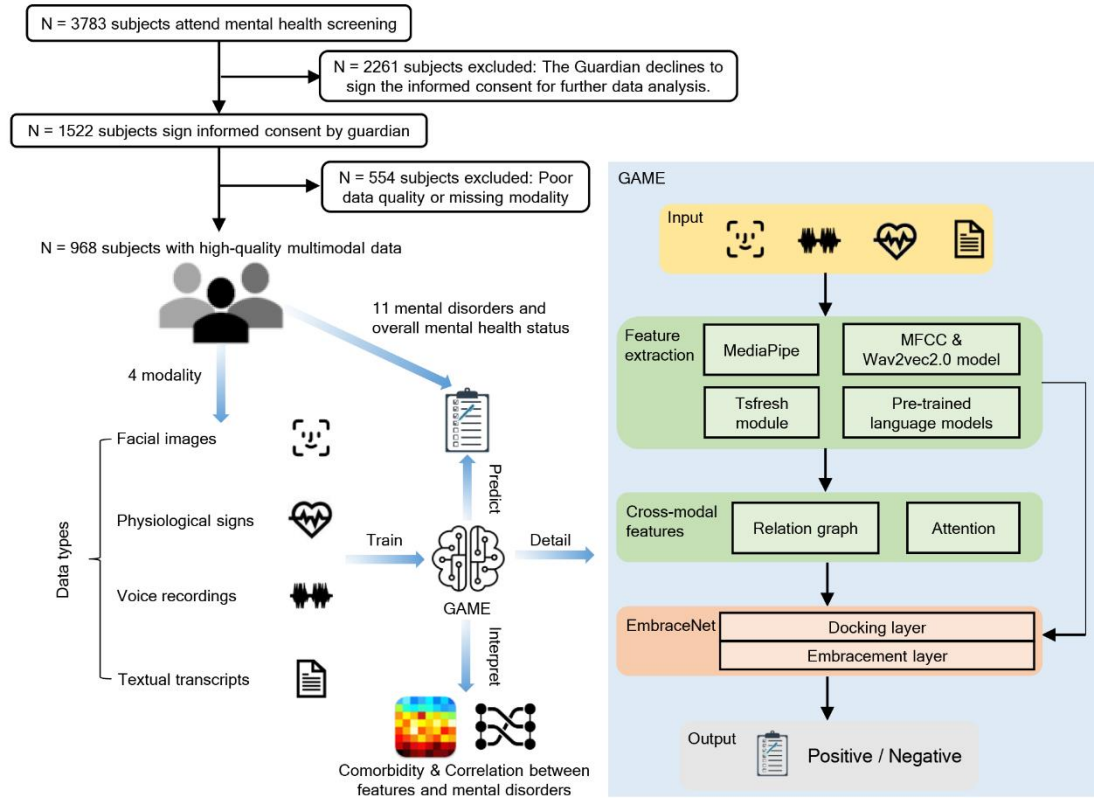 N = 3783 subjects attend mental health screening
N = 2261 subjects excluded: The Guardian declines to
sign the informed consent for further data analysis.
N = 1522 subjects sign informed consent by guardian
N = 554 subjects excluded: Poor
data quality or missing modality
N = 968 subjects with high-quality multimodal data
11 mental disorders and
overall mental health status
4 modality
Data types
Facial images
Physiological signs
Voice recordings
Textual transcripts
Train
Predict
GAME
Detail
Interpret
Comorbidity & Correlation between
features and mental disorders
GAME
Input
Feature
extraction
MediaPipe
MFCC &
Wav2vec2.0 model
Tsfresh
module
Pre-trained
language models
Cross-modal
features
Relation graph
Attention
EmbraceNet
Docking layer
Embracement layer
Output
Positive / Negative